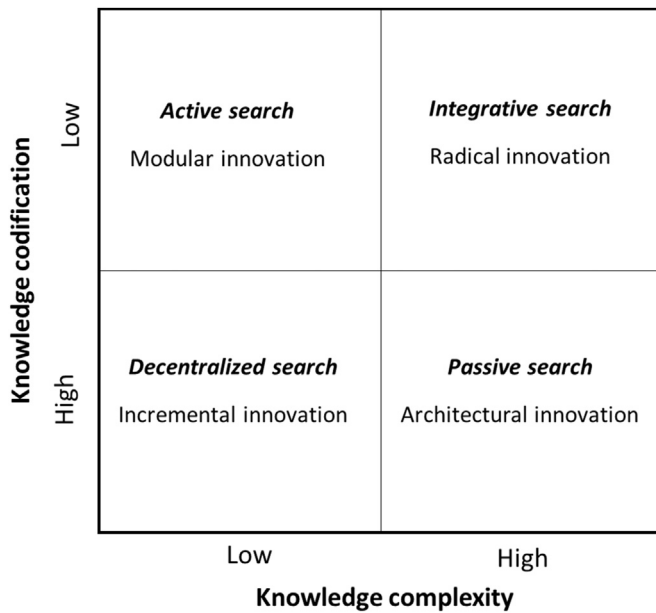 Knowledge codification
Low
High
Active search
Modular innovation
Integrative search
Radical innovation
Decentralized search
Incremental innovation
Passive search
Architectural innovation
Low
High
Knowledge complexity